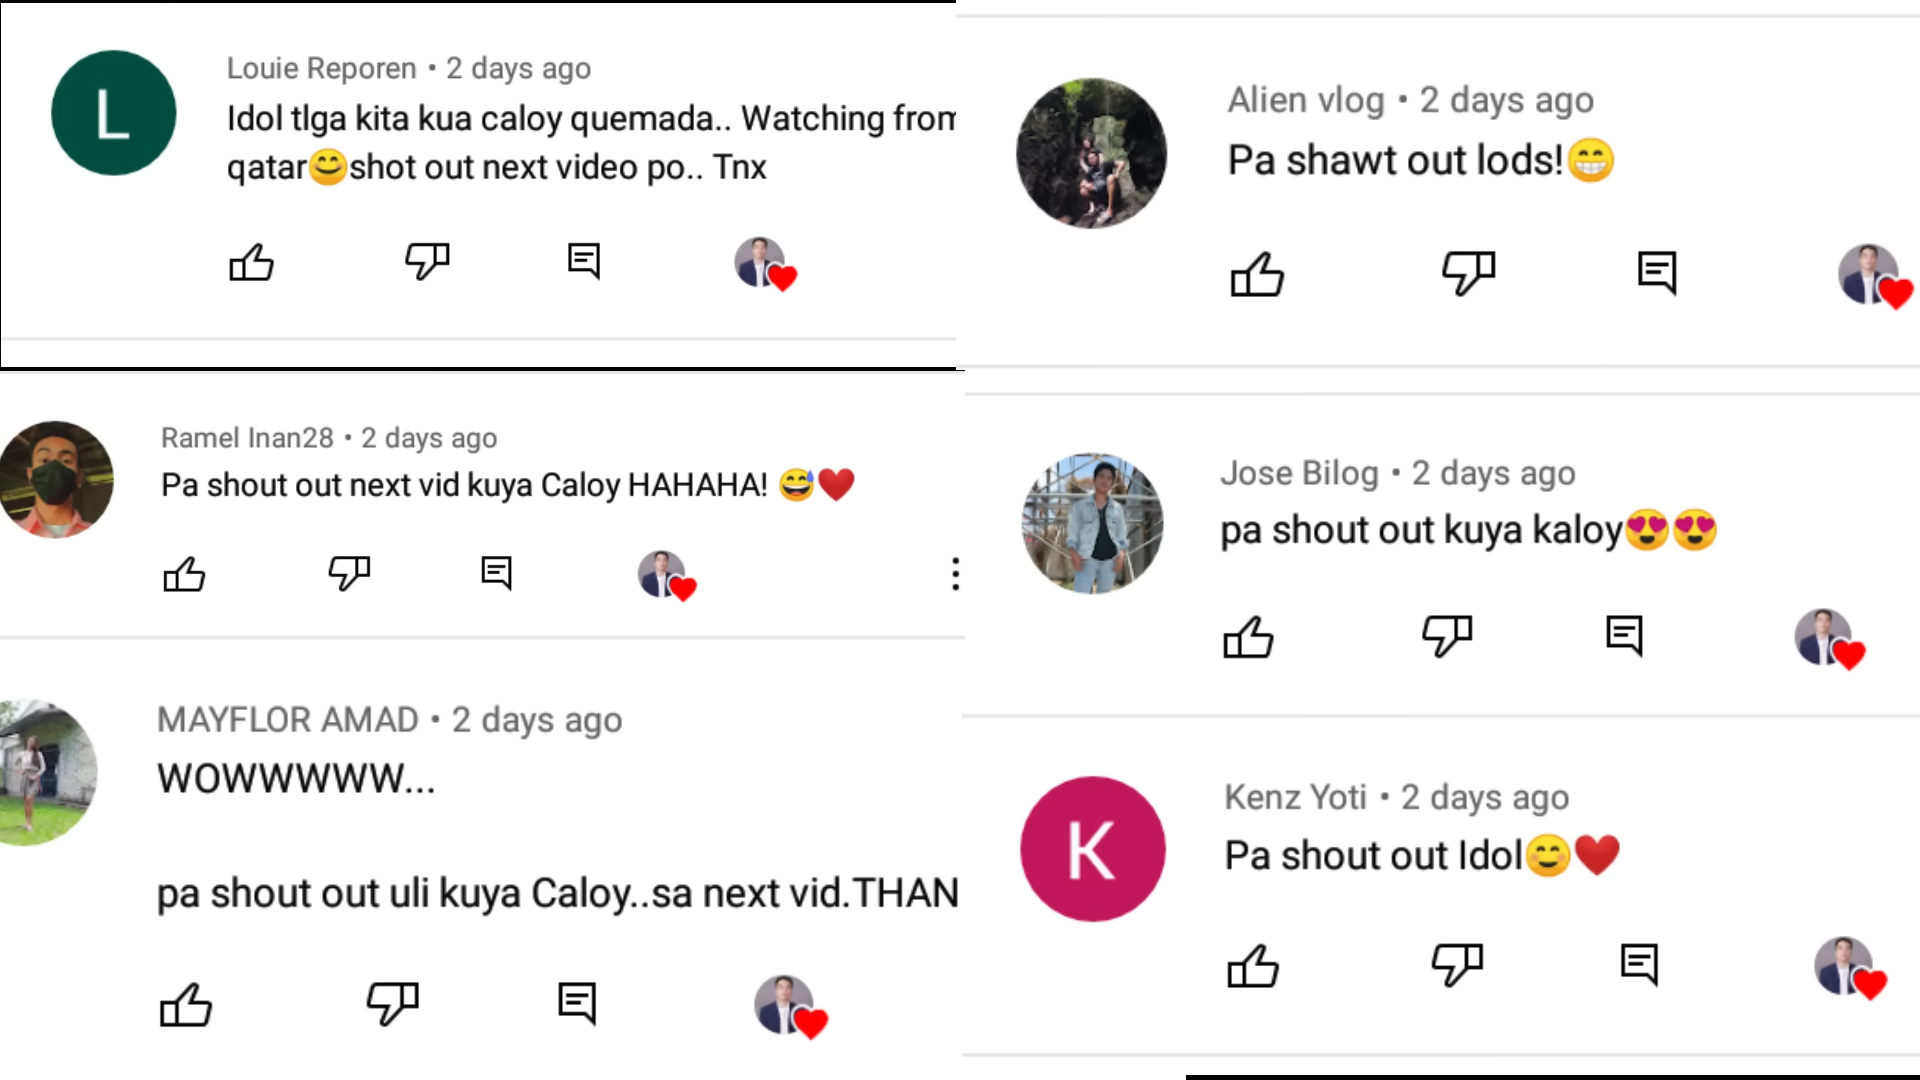 L
Louie Reporen • 2 days ago
Idol tlga kita kua caloy quemada.. Watching from
qatar😊shot out next video po.. Tnx
Alien vlog • 2 days ago
Pa shawt out lods!😁
Ramel Inan28 • 2 days ago
Pa shout out next vid kuya Caloy HAHAHA! 😅❤️
Jose Bilog • 2 days ago
pa shout out kuya kaloy😍😍
MAYFLOR AMAD • 2 days ago
WOWWWWW...
pa shout out uli kuya Caloy..sa next vid.THAN
K
Kenz Yoti • 2 days ago
Pa shout out Idol😊❤️